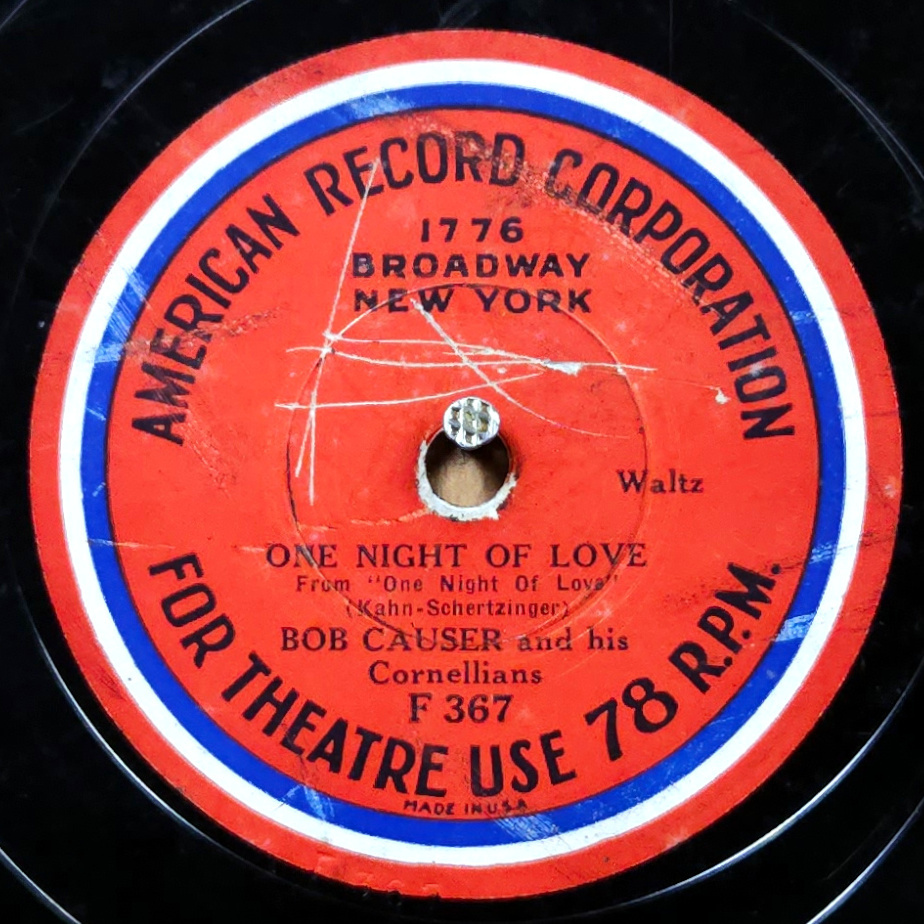 AMERICAN RECORD CORPORATION
1776
BROADWAY
NEW YORK
Waltz
ONE NIGHT OF LOVE
From "One Night Of Love"
(Kahn-Schertzinger)
BOB CAUSER and his
Cornellians
F 367
FOR THEATRE USE 78 R.P.M.
MADE IN U.S.A